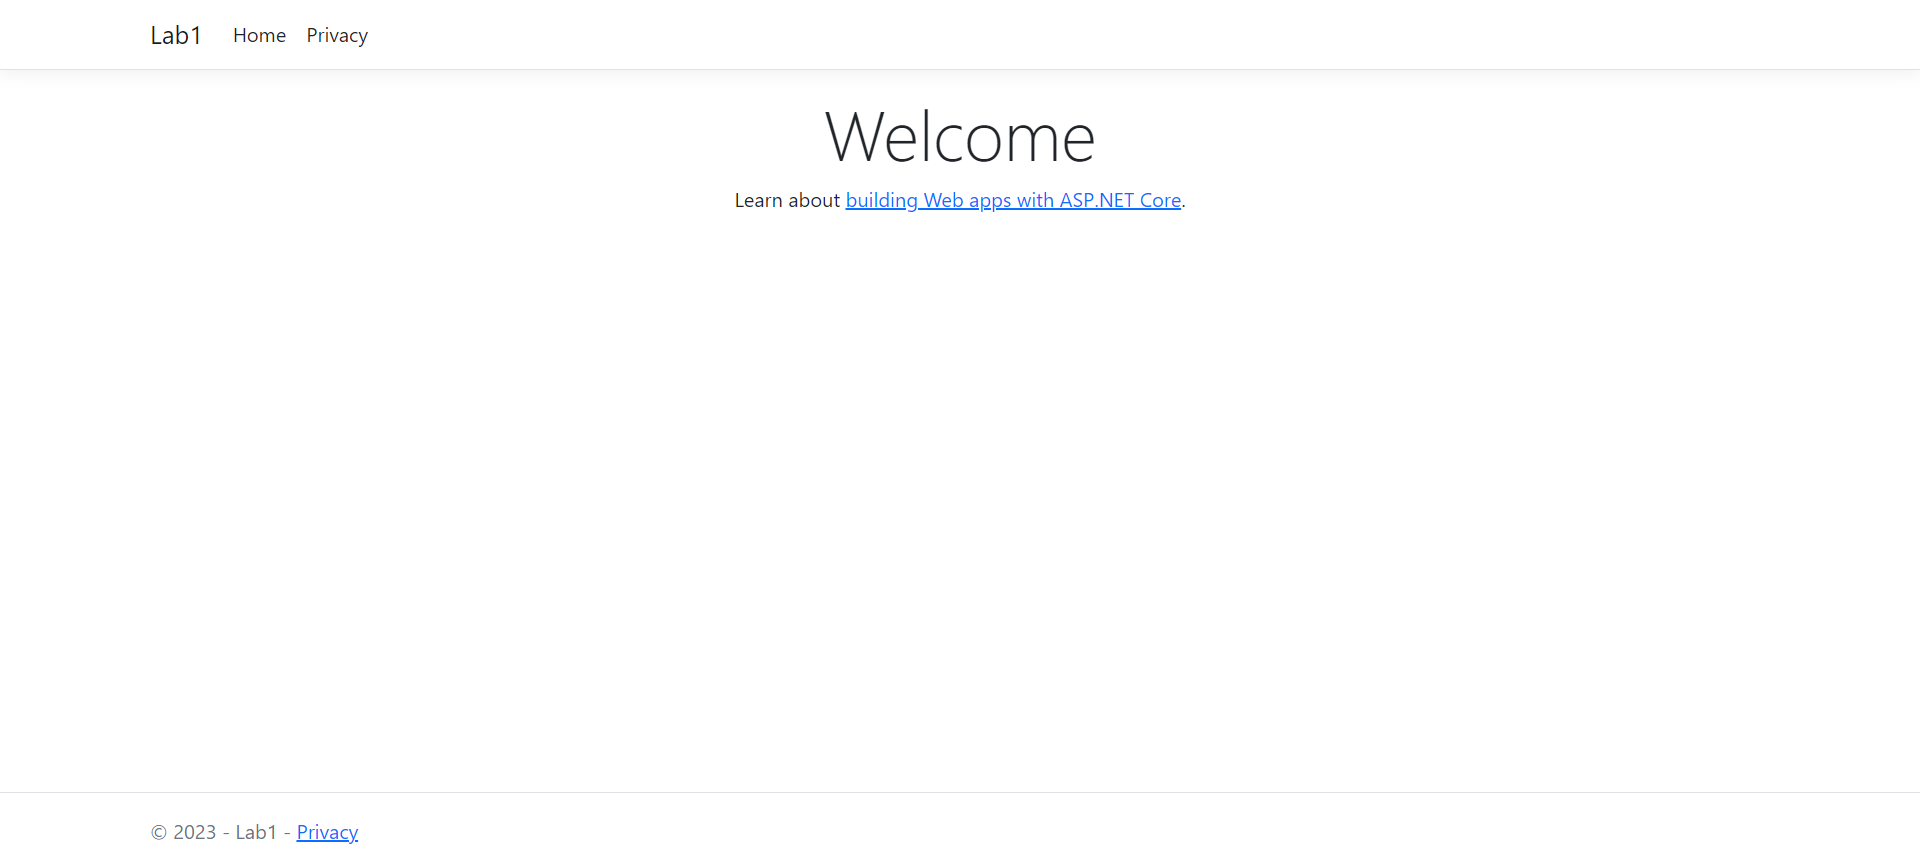 Lab1 Home Privacy
Welcome
Learn about building Web apps with ASP.NET Core.
© 2023 - Lab1 - Privacy